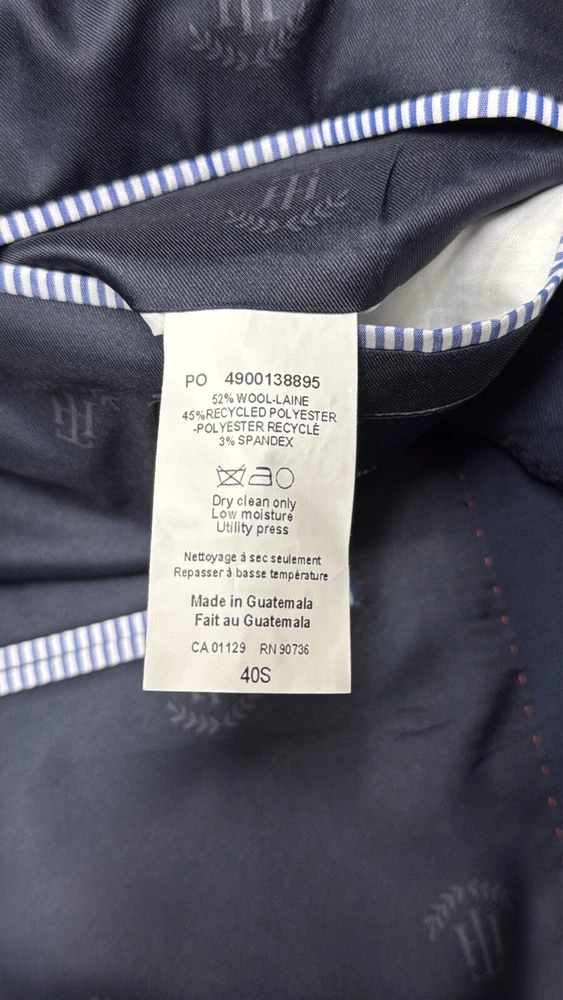 PO 4900138895
52% WOOL-LAINE
45%RECYCLED POLYESTER
-POLYESTER RECYCLÉ
3% SPANDEX
Dry clean only
Low moisture
Utility press
Nettoyage à sec seulement
Repasser à basse température
Made in Guatemala
Fait au Guatemala
CA 01129 RN 90736
40S